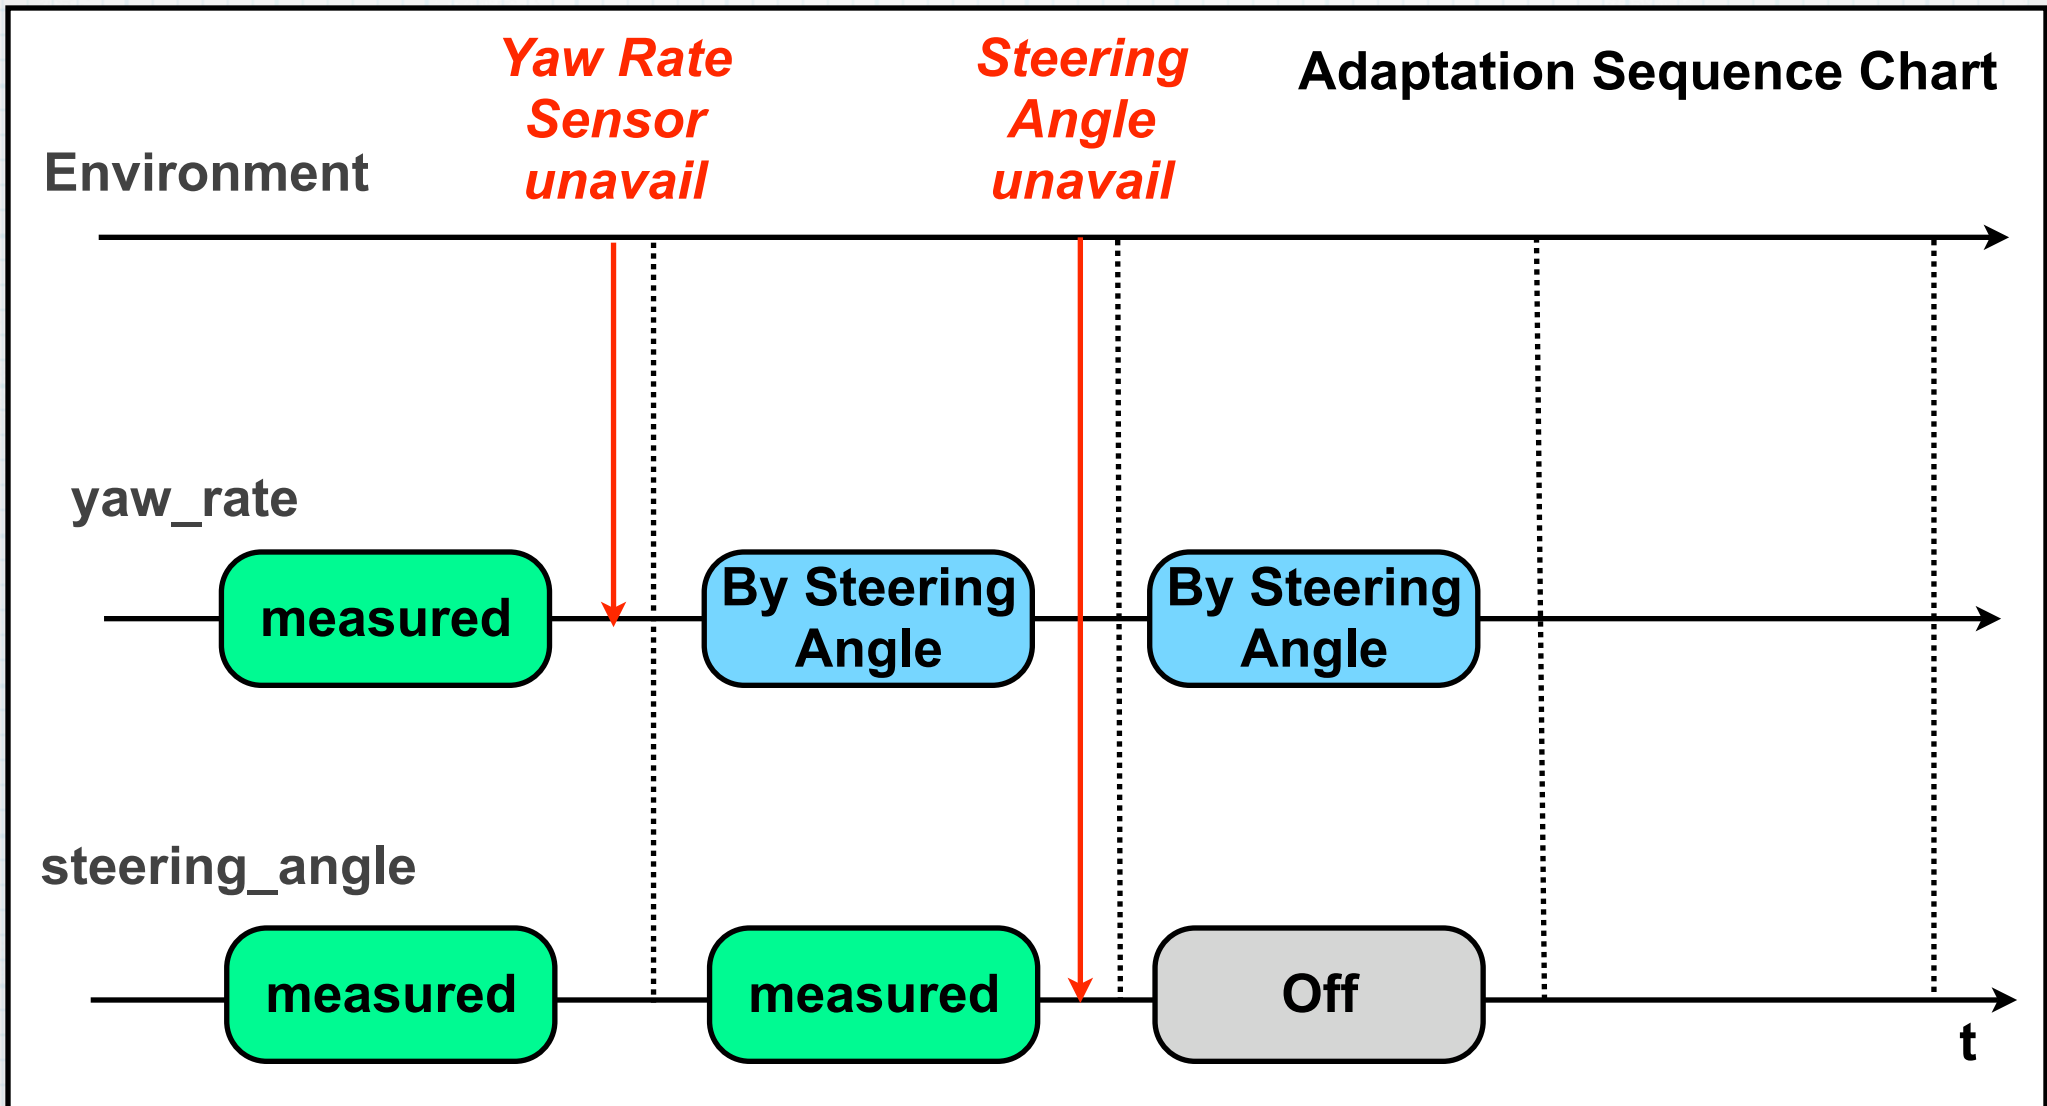 Yaw Rate
Sensor
unavail
Steering
Angle
unavail
Adaptation Sequence Chart
Environment
yaw_rate
measured
By Steering
Angle
By Steering
Angle
steering_angle
measured
measured
Off
t